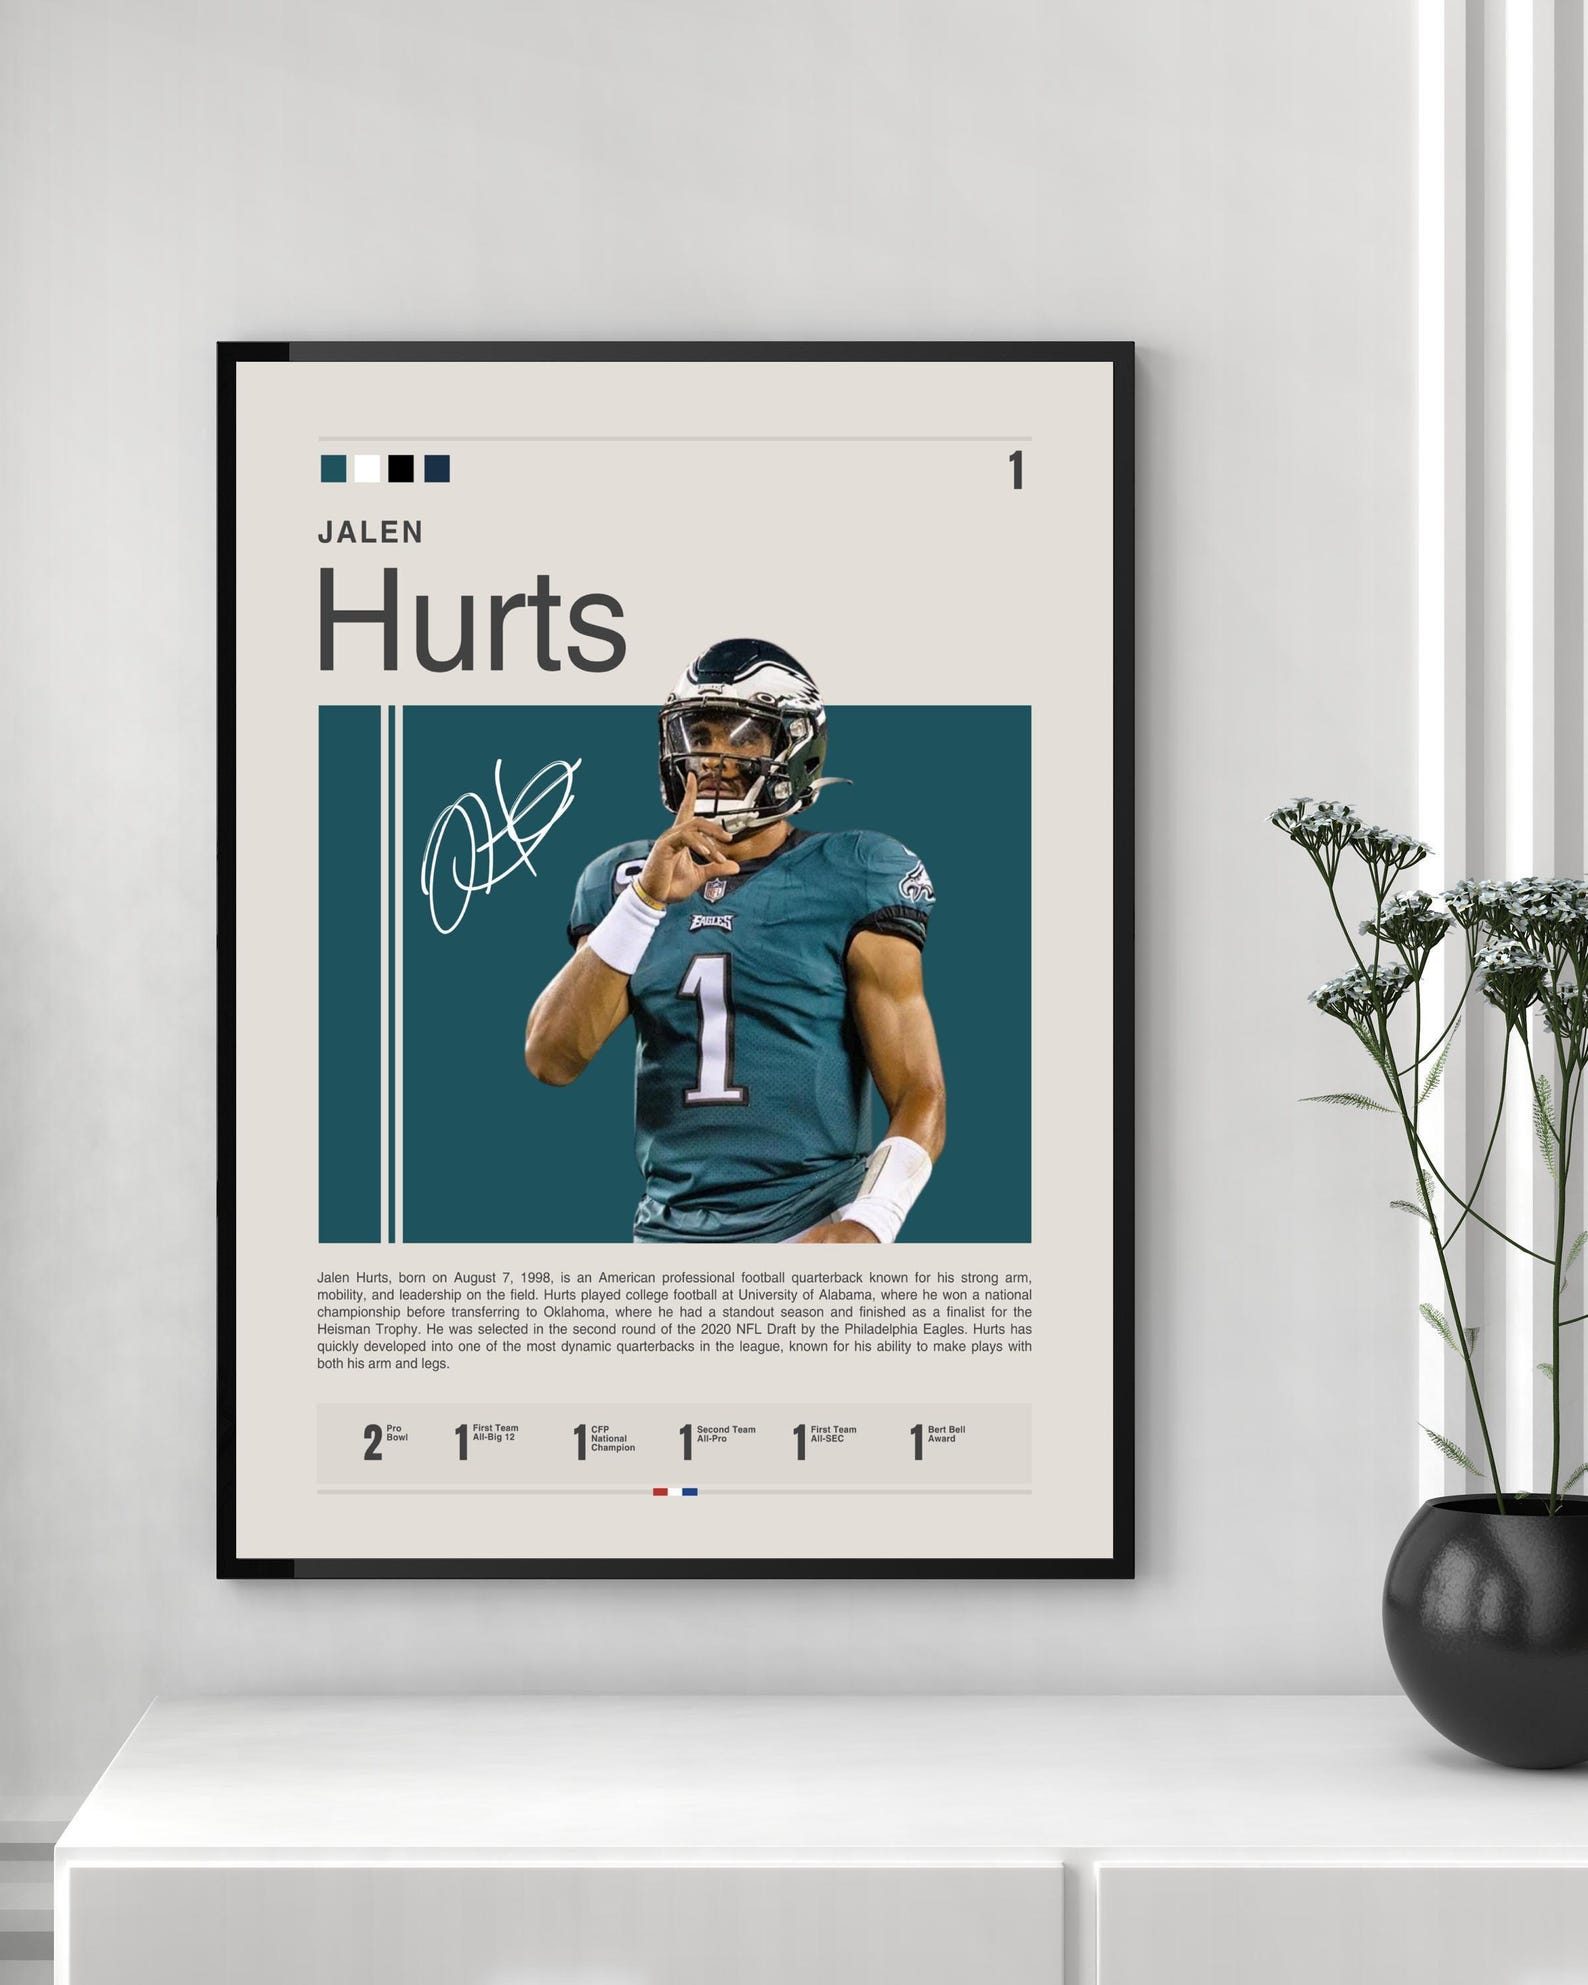 1
JALEN
Hurts
EAGLES
1
Jalen Hurts, born on August 7, 1998, is an American professional football quarterback known for his strong arm,
mobility, and leadership on the field. Hurts played college football at University of Alabama, where he won a national
championship before transferring to Oklahoma, where he had a standout season and finished as a finalist for the
Heisman Trophy. He was selected in the second round of the 2020 NFL Draft by the Philadelphia Eagles. Hurts has
quickly developed into one of the most dynamic quarterbacks in the league, known for his ability to make plays with
both his arm and legs.
2 Pro
Bowl
1 First Team
All-Big 12
1 CFP
National
Champion
1 Second Team
All-Pro
1 First Team
All-SEC
1 Bert Bell
Award